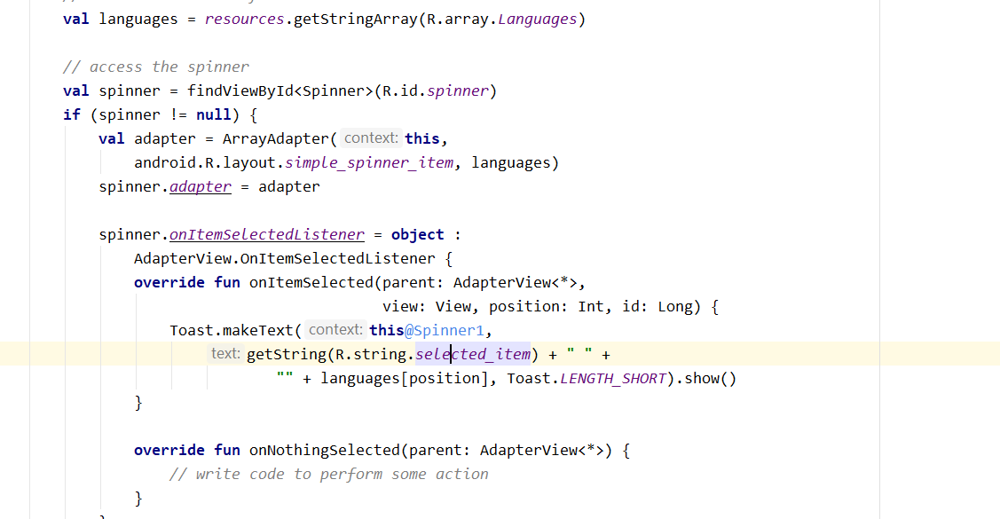 val languages = resources.getStringArray(R.array.Languages)
// access the spinner
val spinner = findViewById<Spinner>(R.id.spinner)
if (spinner != null) {
val adapter = ArrayAdapter( context: this,
android.R.layout.simple_spinner_item, languages)
spinner.adapter = adapter
spinner.onItemSelectedListener = object :
AdapterView.OnItemSelectedListener {
override fun onItemSelected(parent: AdapterView<*>,
view: View, position: Int, id: Long) {
Toast.makeText( context: this@Spinner1,
text: getString(R.string.selected_item) + " " +
"" + languages[position], Toast.LENGTH_SHORT).show()
}
override fun onNothingSelected(parent: AdapterView<*>) {
// write code to perform some action
}